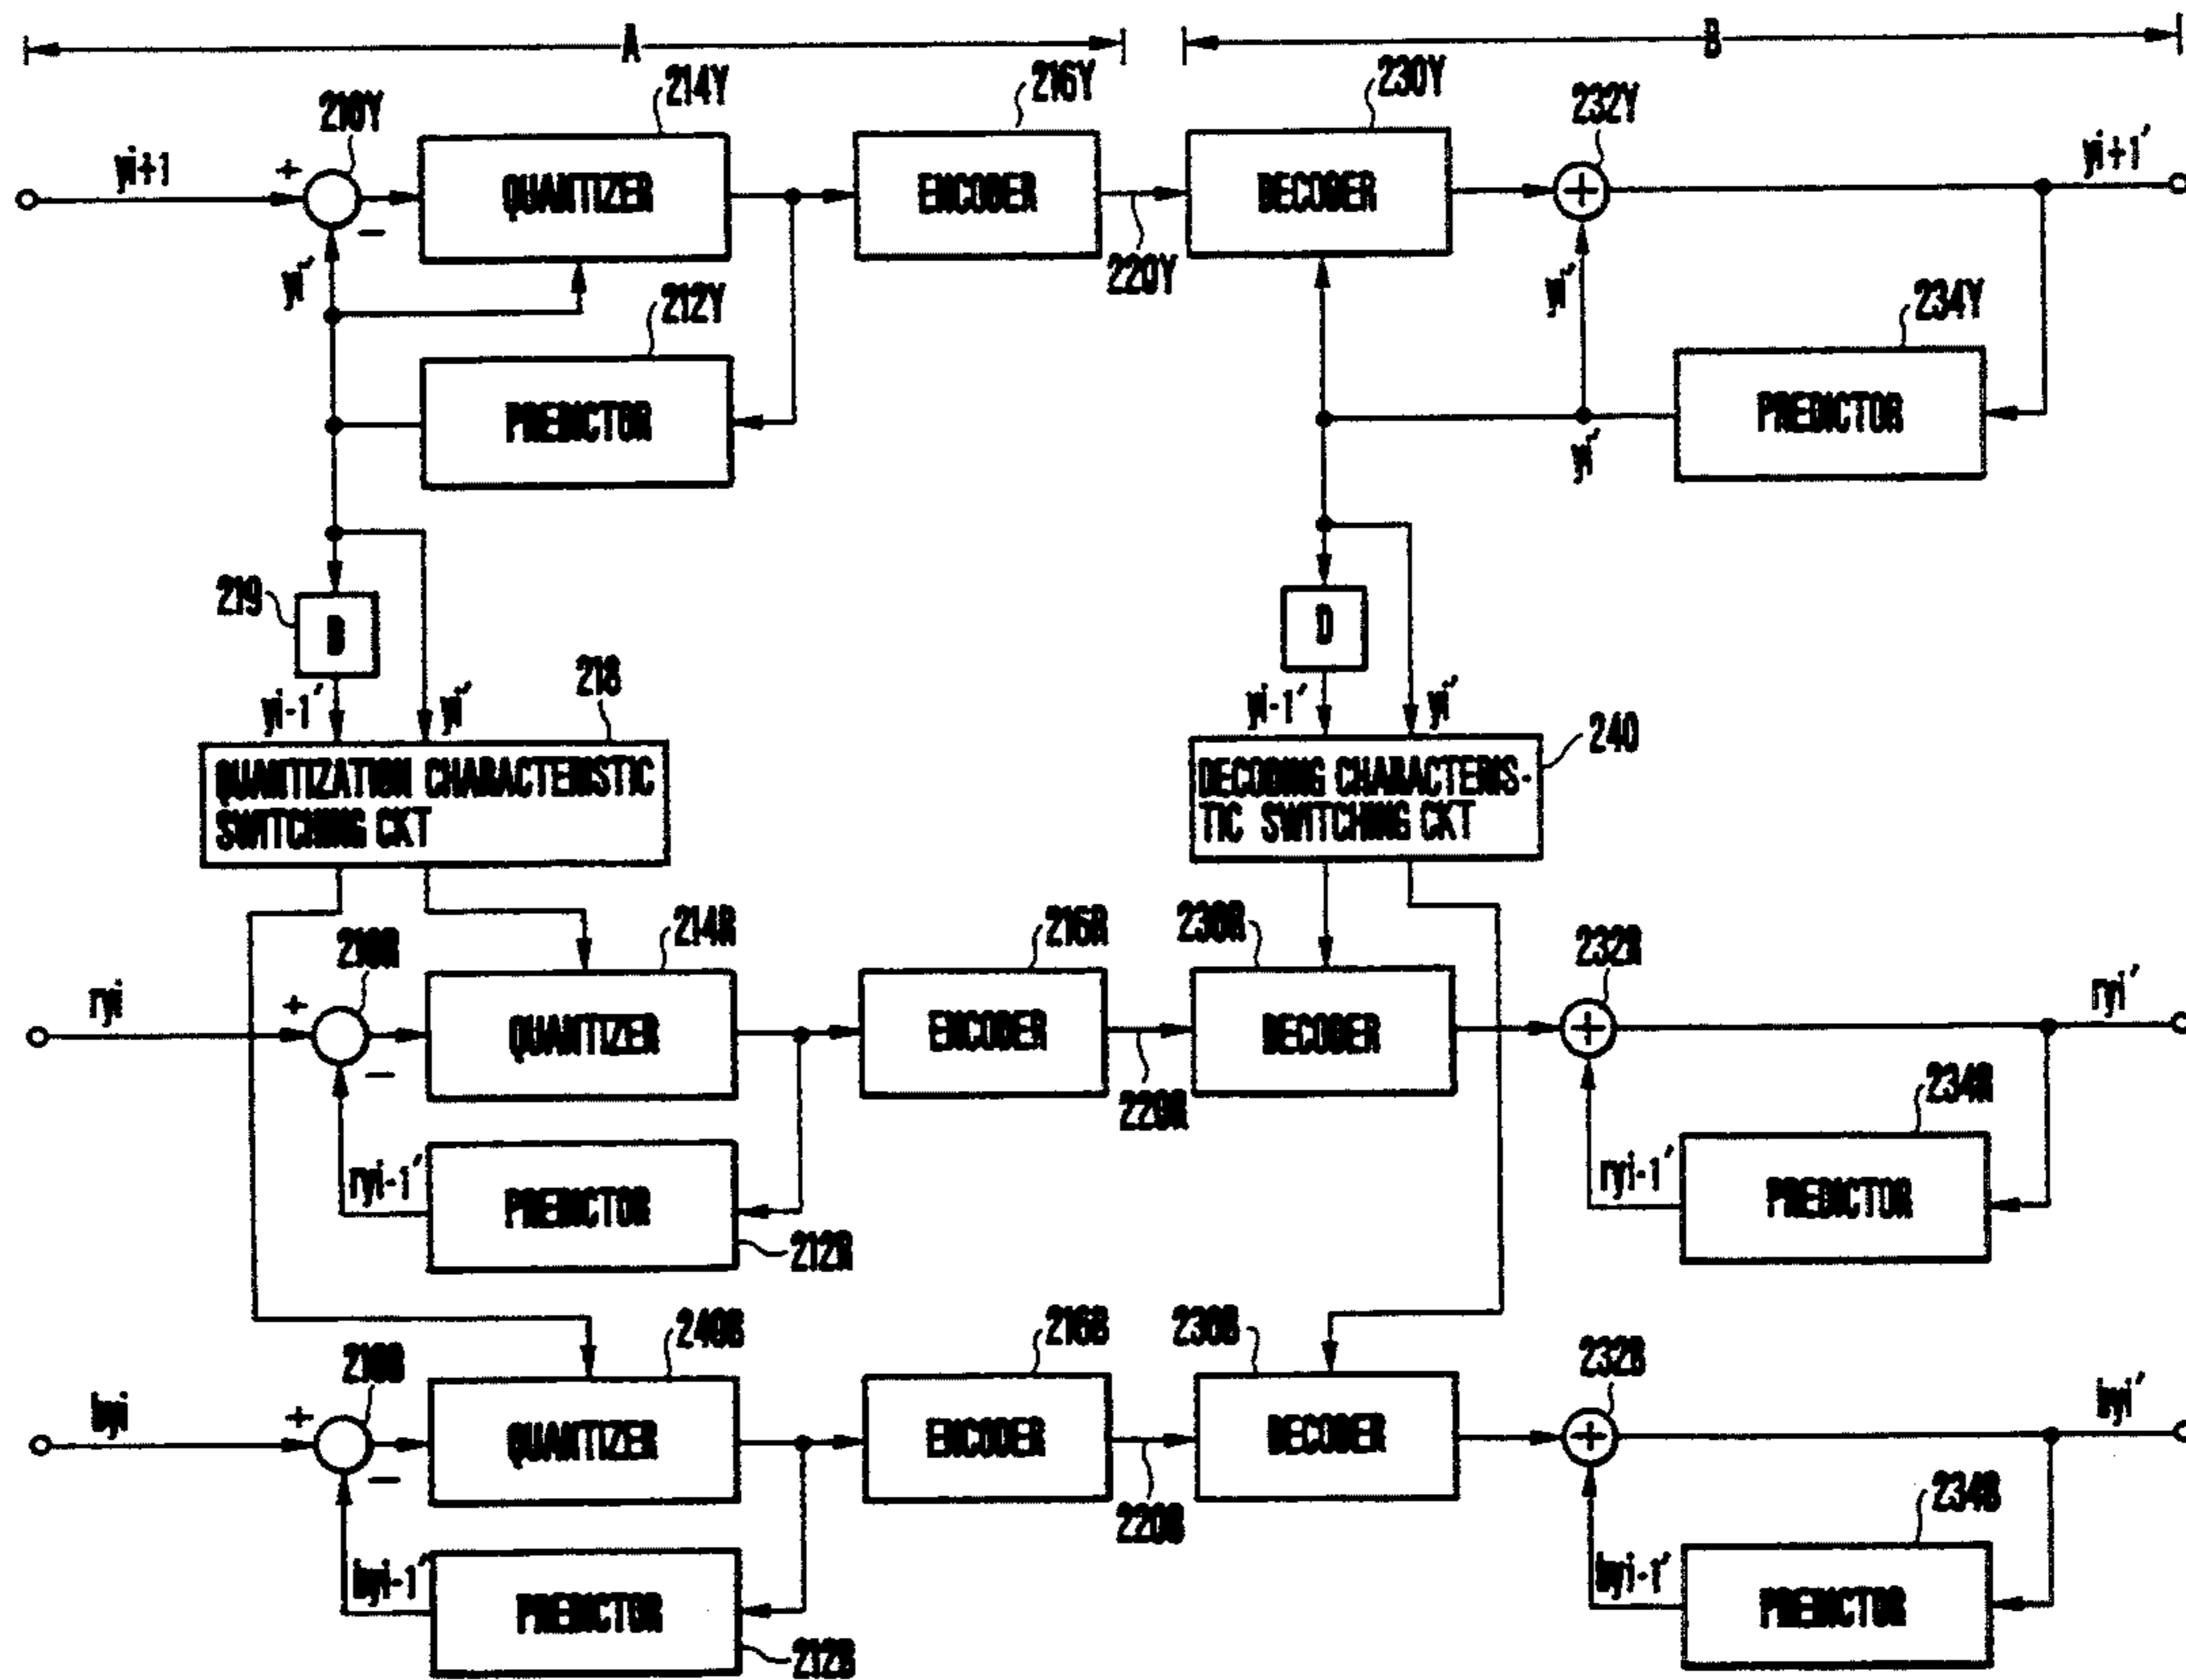 A
B
210Y
214Y
216Y
230Y
232Y
yi+1
+
QUANTIZER
ENCODER
DECODER
+
yi+1′
−
yi′
220Y
yi′
212Y
234Y
PREDICTOR
PREDICTOR
yi′
219
D
D
218
yi-1′
yi′
yi-1′
yi′
240
QUANTIZATION CHARACTERISTIC
SWITCHING CKT
DECODING CHARACTERIS-
TIC SWITCHING CKT
210R
214R
216R
230R
232R
ryi
+
QUANTIZER
ENCODER
DECODER
+
ryi′
−
220R
234R
ryi-1′
PREDICTOR
ryi-1′
PREDICTOR
212R
210B
240B
216B
230B
232B
byi
+
QUANTIZER
ENCODER
DECODER
+
byi′
−
220B
234B
byi-1′
PREDICTOR
byi-1′
PREDICTOR
212B